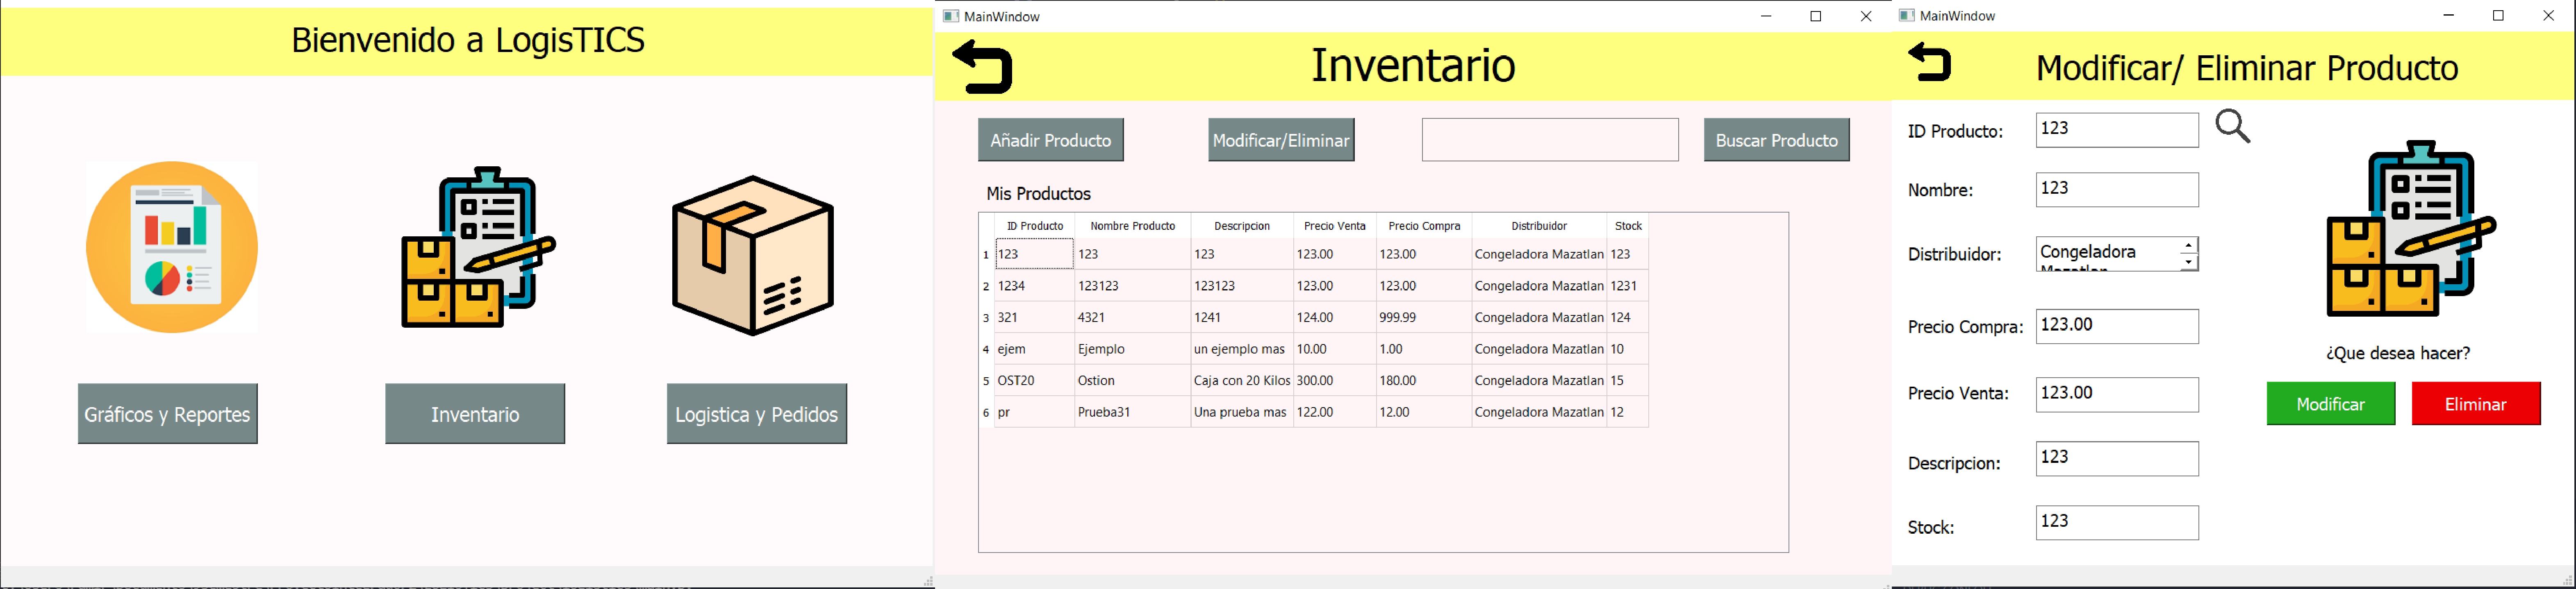 Bienvenido a LogisTICS
Gráficos y Reportes
Inventario
Logistica y Pedidos
MainWindow
Inventario
Añadir Producto
Modificar/Eliminar
Buscar Producto
Mis Productos
ID Producto Nombre Producto Descripcion Precio Venta Precio Compra Distribuidor Stock
1 123 123 123 123.00 123.00 Congeladora Mazatlan 123
2 1234 123123 123123 123.00 123.00 Congeladora Mazatlan 1231
3 321 4321 1241 124.00 999.99 Congeladora Mazatlan 124
4 ejem Ejemplo un ejemplo mas 10.00 1.00 Congeladora Mazatlan 10
5 OST20 Ostion Caja con 20 Kilos 300.00 180.00 Congeladora Mazatlan 15
6 pr Prueba31 Una prueba mas 122.00 12.00 Congeladora Mazatlan 12
MainWindow
Modificar/ Eliminar Producto
ID Producto: 123
Nombre: 123
Distribuidor: Congeladora
Precio Compra: 123.00
Precio Venta: 123.00
Descripcion: 123
Stock: 123
¿Que desea hacer?
Modificar
Eliminar